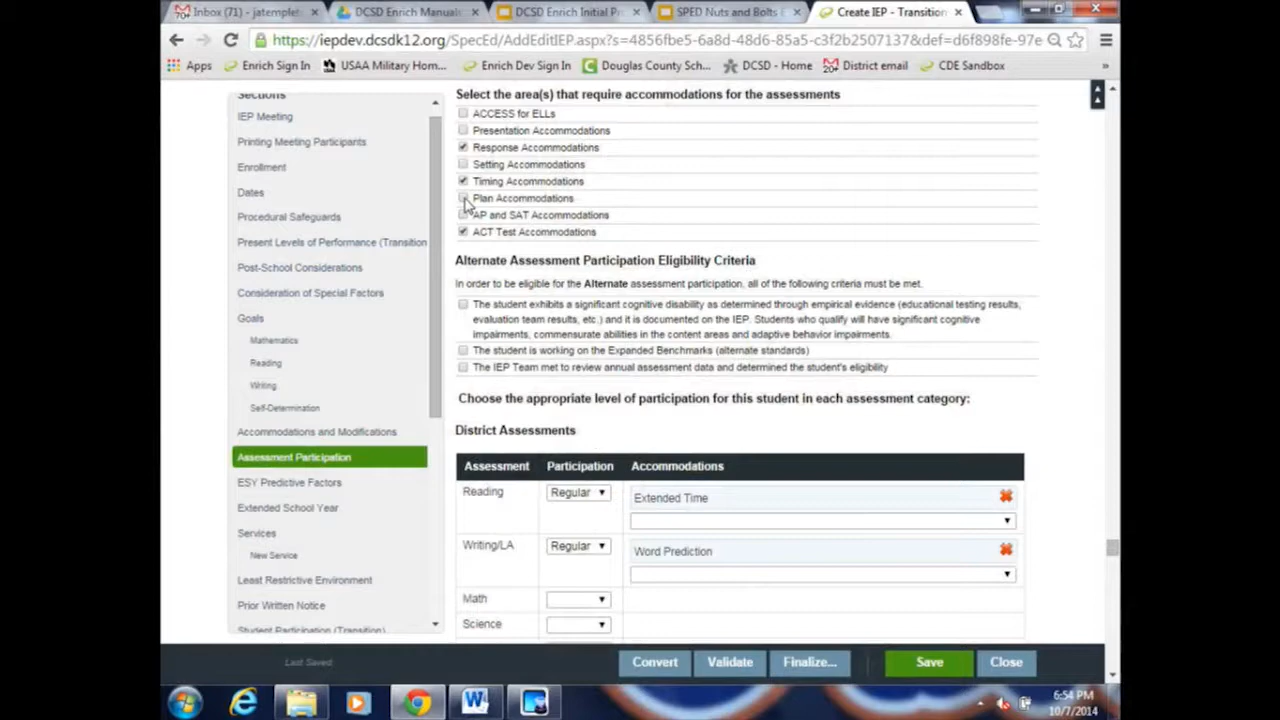 Inbox (71) - jatemplet
DCSD Enrich Manuals
DCSD Enrich Initial Pr
SPED Nuts and Bolts
Create IEP - Transition
https://iepdev.dcsdk12.org/SpecEd/AddEditIEP.aspx?s=4856fbe5-6a8d-48d6-85a5-c3f2b2507137&def=d6f898fe-97e
Apps
Enrich Sign In
USAA Military Hom...
Enrich Dev Sign In
Douglas County Sch...
DCSD - Home
District email
CDE Sandbox
»
Sections
IEP Meeting
Printing Meeting Participants
Enrollment
Dates
Procedural Safeguards
Present Levels of Performance (Transition
Post-School Considerations
Consideration of Special Factors
Goals
Mathematics
Reading
Writing
Self-Determination
Accommodations and Modifications
Assessment Participation
ESY Predictive Factors
Extended School Year
Services
New Service
Least Restrictive Environment
Prior Written Notice
Student Participation (Transition)
Select the area(s) that require accommodations for the assessments
ACCESS for ELLs
Presentation Accommodations
Response Accommodations
Setting Accommodations
Timing Accommodations
Plan Accommodations
AP and SAT Accommodations
ACT Test Accommodations
Alternate Assessment Participation Eligibility Criteria
In order to be eligible for the Alternate assessment participation, all of the following criteria must be met.
The student exhibits a significant cognitive disability as determined through empirical evidence (educational testing results,
evaluation team results, etc.) and it is documented on the IEP. Students who qualify will have significant cognitive
impairments, commensurate abilities in the content areas and adaptive behavior impairments.
The student is working on the Expanded Benchmarks (alternate standards)
The IEP Team met to review annual assessment data and determined the student's eligibility
Choose the appropriate level of participation for this student in each assessment category:
District Assessments
Assessment Participation Accommodations
Reading Regular Extended Time
Writing/LA Regular Word Prediction
Math
Science
Last Saved
Convert
Validate
Finalize...
Save
Close
6:54 PM
10/7/2014